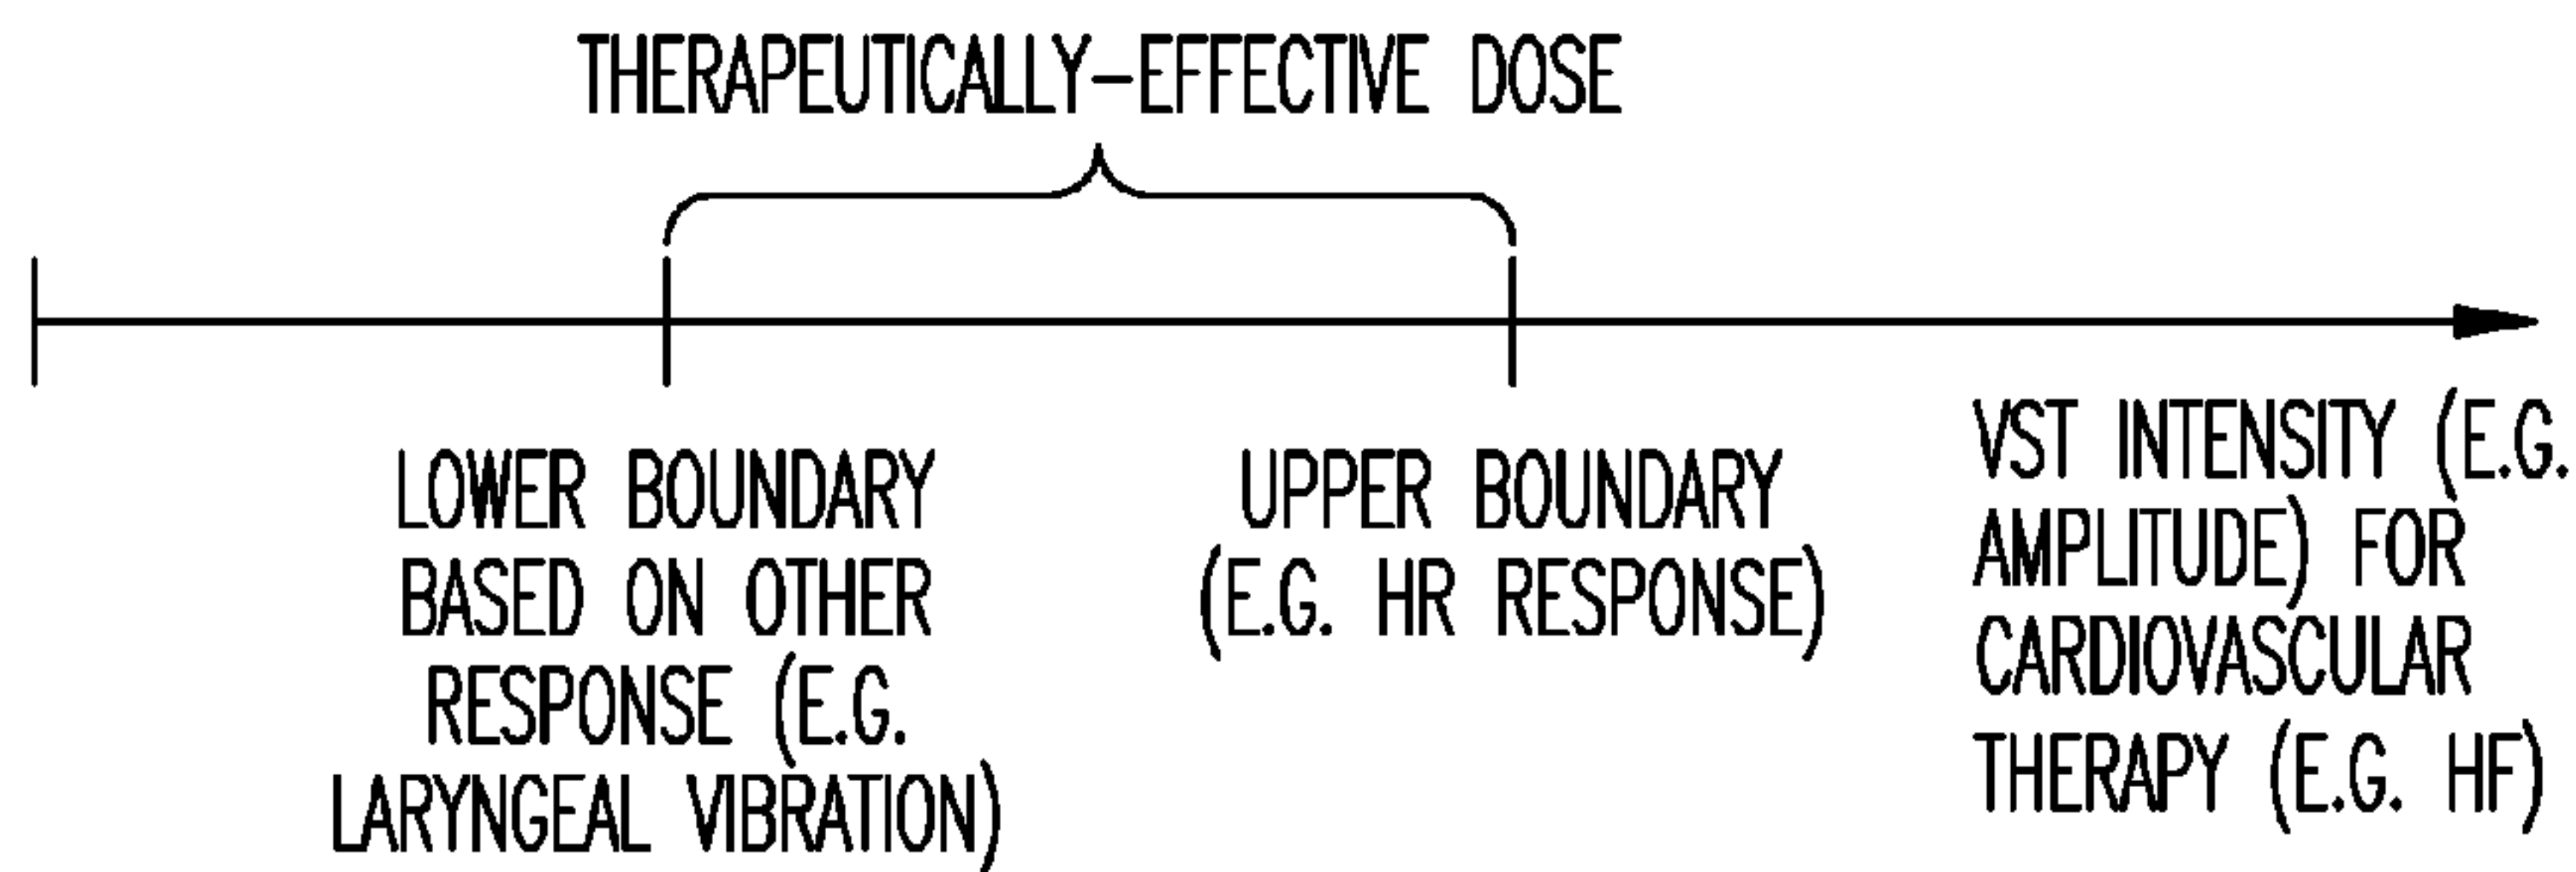 THERAPEUTICALLY-EFFECTIVE DOSE
LOWER BOUNDARY
BASED ON OTHER
RESPONSE (E.G.
LARYNGEAL VIBRATION)
UPPER BOUNDARY
(E.G. HR RESPONSE)
VST INTENSITY (E.G.
AMPLITUDE) FOR
CARDIOVASCULAR
THERAPY (E.G. HF)